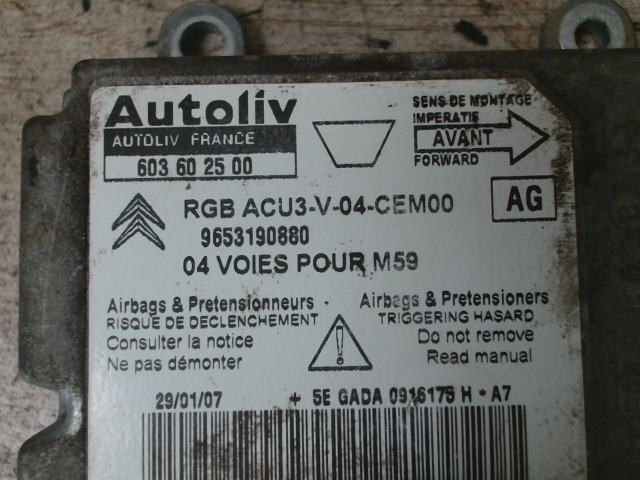 Autoliv
AUTOLIV FRANCE
603 60 25 00
SENS DE MONTAGE
IMPERATIF
AVANT
FORWARD
RGB ACU3-V-04-CEM00
AG
9653190880
04 VOIES POUR M59
Airbags & Pretensionneurs - Airbags & Pretensioners
RISQUE DE DECLENCHEMENT TRIGGERING HASARD
Consulter la notice Do not remove
Ne pas démonter Read manual
29/01/07 + 5E GADA 0916175 H * A7